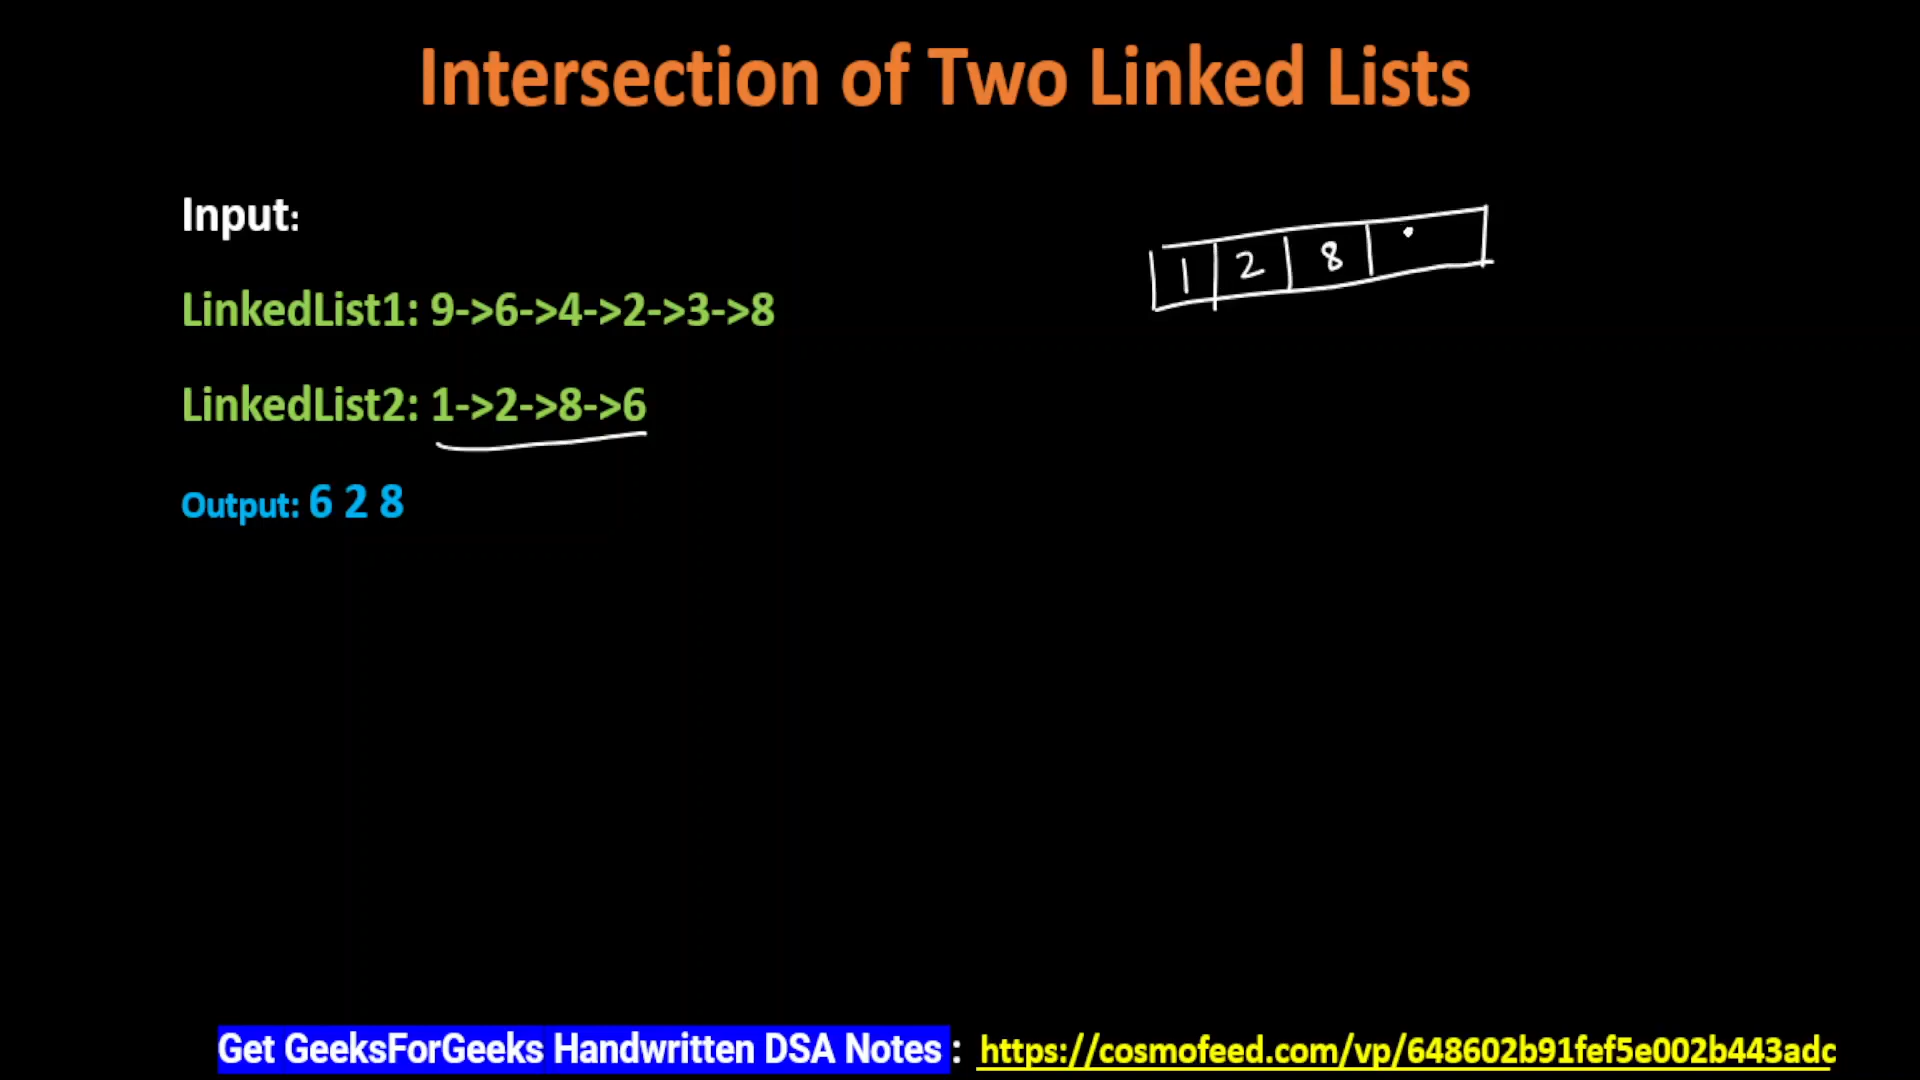 Intersection of Two Linked Lists
Input:
1 2 8
LinkedList1: 9->6->4->2->3->8
LinkedList2: 1->2->8->6
Output: 6 2 8
Get GeeksForGeeks Handwritten DSA Notes : https://cosmofeed.com/vp/648602b91fef5e002b443adc